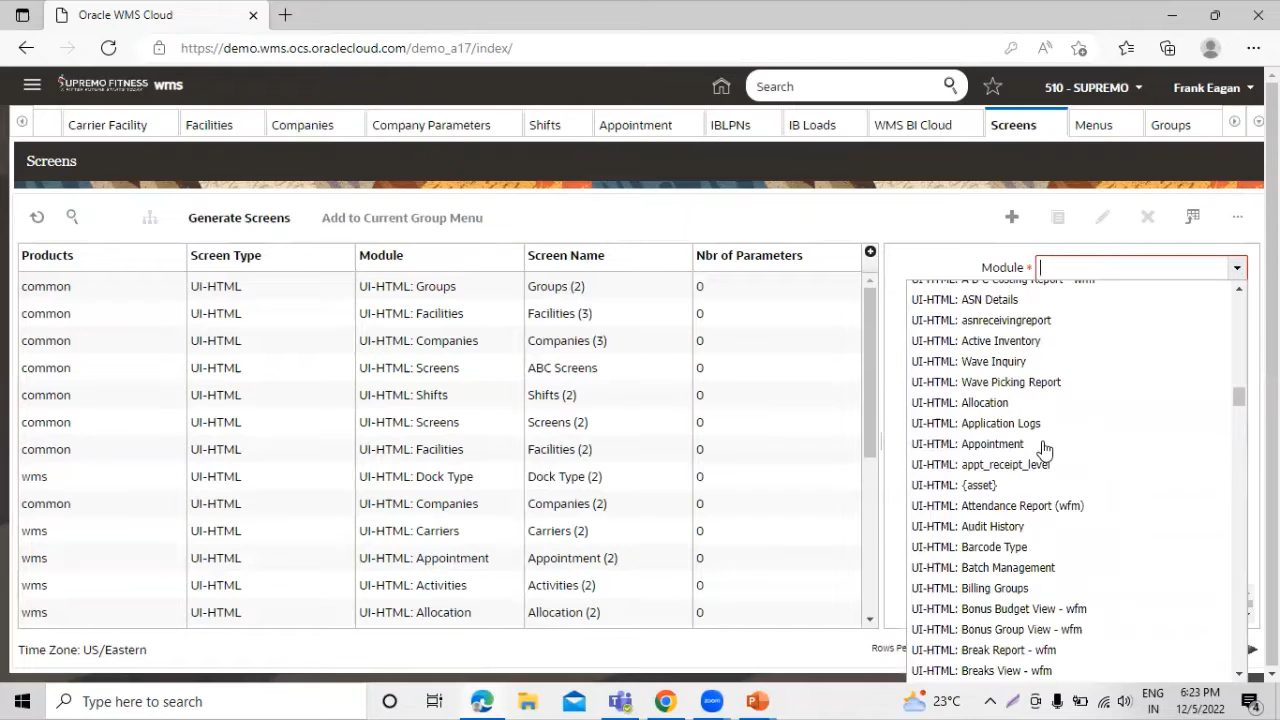 Oracle WMS Cloud
https://demo.wms.ocs.oraclecloud.com/demo_a17/index/
SUPREMO FITNESS wms
Search
510 - SUPREMO
Frank Eagan
Carrier Facility Facilities Companies Company Parameters Shifts Appointment IBLPNs IB Loads WMS BI Cloud Screens Menus Groups
Screens
Generate Screens Add to Current Group Menu
Products Screen Type Module Screen Name Nbr of Parameters
common UI-HTML UI-HTML: Groups Groups (2) 0
common UI-HTML UI-HTML: Facilities Facilities (3) 0
common UI-HTML UI-HTML: Companies Companies (3) 0
common UI-HTML UI-HTML: Screens ABC Screens 0
common UI-HTML UI-HTML: Shifts Shifts (2) 0
common UI-HTML UI-HTML: Screens Screens (2) 0
common UI-HTML UI-HTML: Facilities Facilities (2) 0
wms UI-HTML UI-HTML: Dock Type Dock Type (2) 0
common UI-HTML UI-HTML: Companies Companies (2) 0
wms UI-HTML UI-HTML: Carriers Carriers (2) 0
wms UI-HTML UI-HTML: Appointment Appointment (2) 0
wms UI-HTML UI-HTML: Activities Activities (2) 0
wms UI-HTML UI-HTML: Allocation Allocation (2) 0
Time Zone: US/Eastern
Rows Pe
Module *
UI-HTML: ASN Details
UI-HTML: asnreceivingreport
UI-HTML: Active Inventory
UI-HTML: Wave Inquiry
UI-HTML: Wave Picking Report
UI-HTML: Allocation
UI-HTML: Application Logs
UI-HTML: Appointment
UI-HTML: appt_receipt_level
UI-HTML: {asset}
UI-HTML: Attendance Report (wfm)
UI-HTML: Audit History
UI-HTML: Barcode Type
UI-HTML: Batch Management
UI-HTML: Billing Groups
UI-HTML: Bonus Budget View - wfm
UI-HTML: Bonus Group View - wfm
UI-HTML: Break Report - wfm
UI-HTML: Breaks View - wfm
Type here to search
zoom
23°C
ENG
IN
6:23 PM
12/5/2022
4